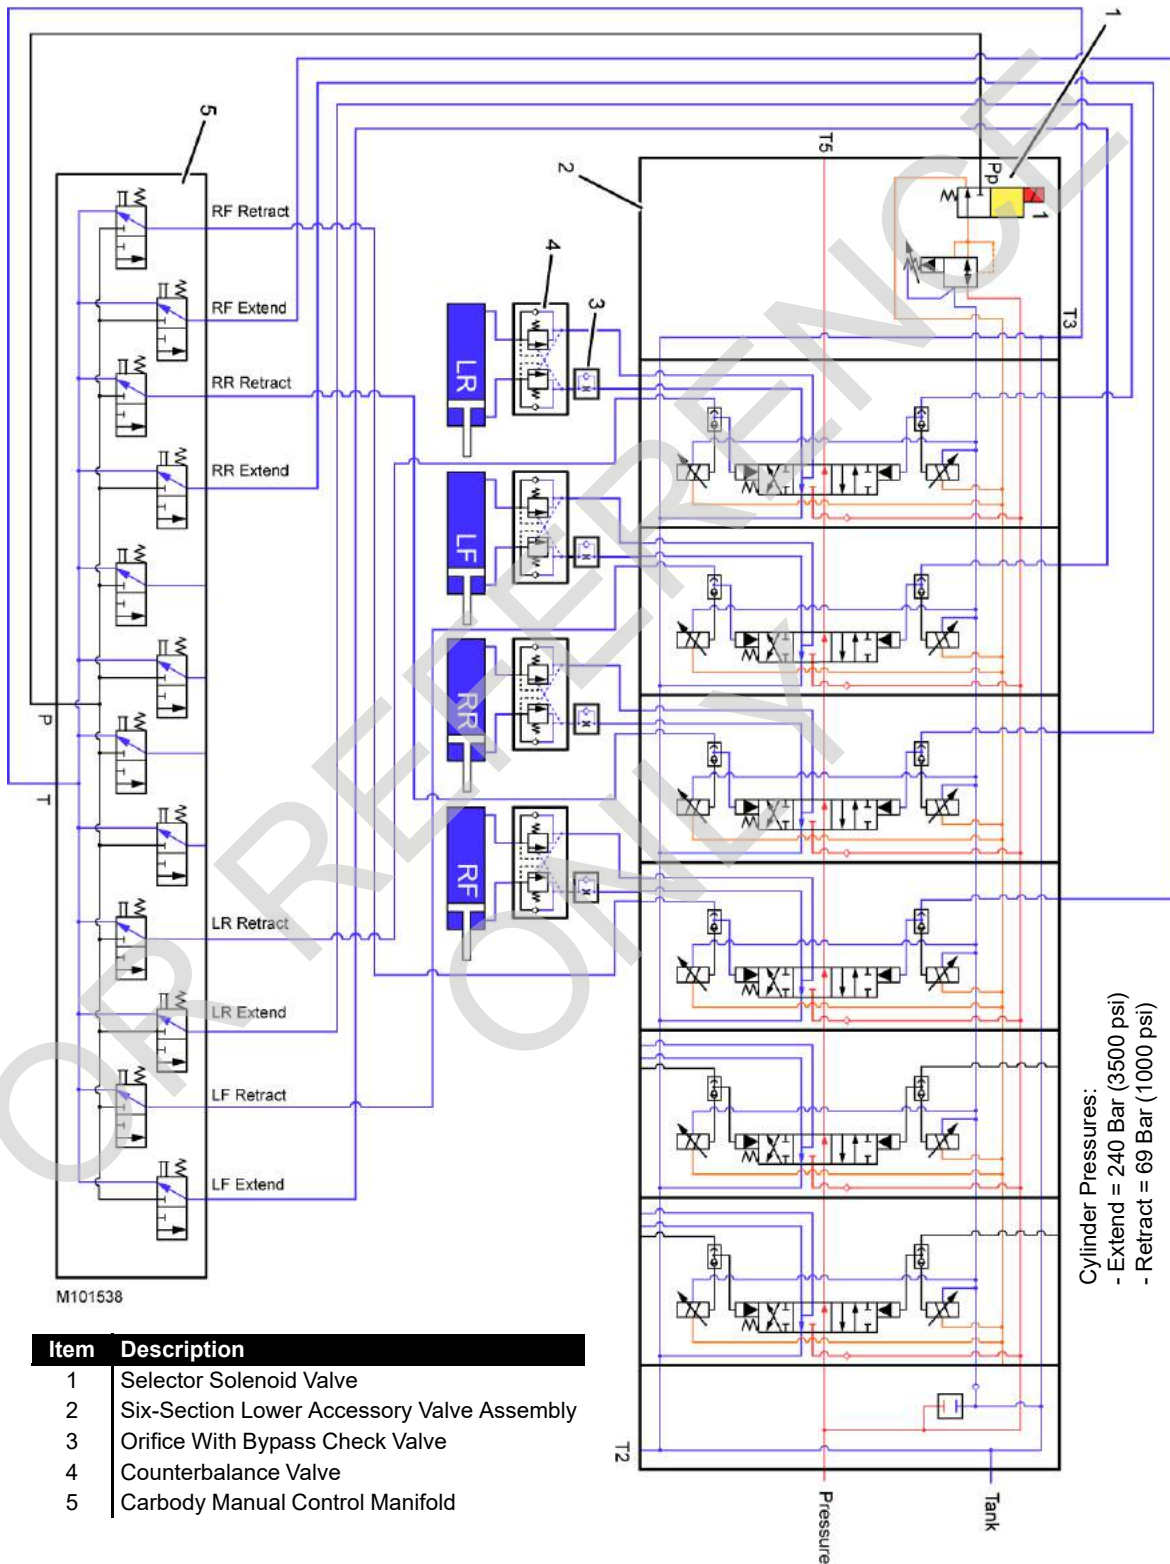 1
5
2
T5
Pp
1
T3
RF Retract
RF Extend
RR Retract
RR Extend
4
3
LR
LF
RR
RF
P
T
LR Retract
LR Extend
LF Retract
LF Extend
Cylinder Pressures:
- Extend = 240 Bar (3500 psi)
- Retract = 69 Bar (1000 psi)
M101538
T2
Pressure
Tank
Item Description
1 Selector Solenoid Valve
2 Six-Section Lower Accessory Valve Assembly
3 Orifice With Bypass Check Valve
4 Counterbalance Valve
5 Carbody Manual Control Manifold
OR REFERENCE
ONLY